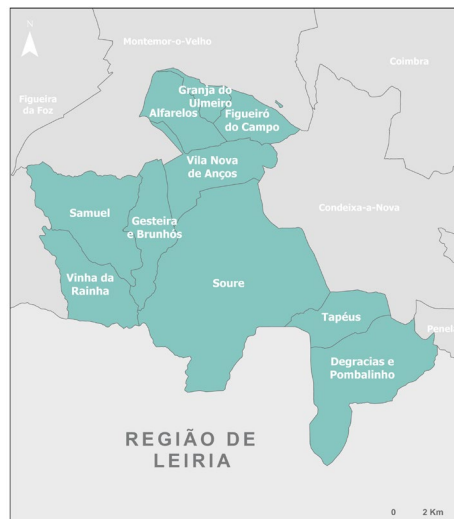 N
Montemor-o-Velho
Coimbra
Figueira
da Foz
Granja do
Ulmeiro
Alfarelos
Figueiró
do Campo
Vila Nova
de Anços
Condeixa-a-Nova
Samuel
Gesteira
e Brunhós
Vinha da
Rainha
Soure
Tapéus
Penel
Degracias e
Pombalinho
REGIÃO DE
LEIRIA
0 2 Km